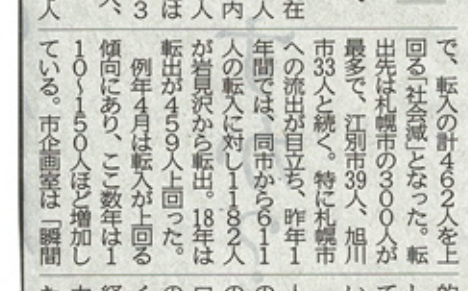 で、転入の計462人を上
回る「社会減」となった。転
出先は札幌市の300人が
最多で、江別市39人、旭川
市33人と続く。特に札幌市
への流出が目立ち、昨年1
年間では、同市から611
人の転入に対し1182人
が岩見沢から転出。18年は
転出が459人上回った。
例年4月は転入が上回る
傾向にあり、ここ数年は1
10〜150人ほど増加し
ている。市企画室は「瞬間